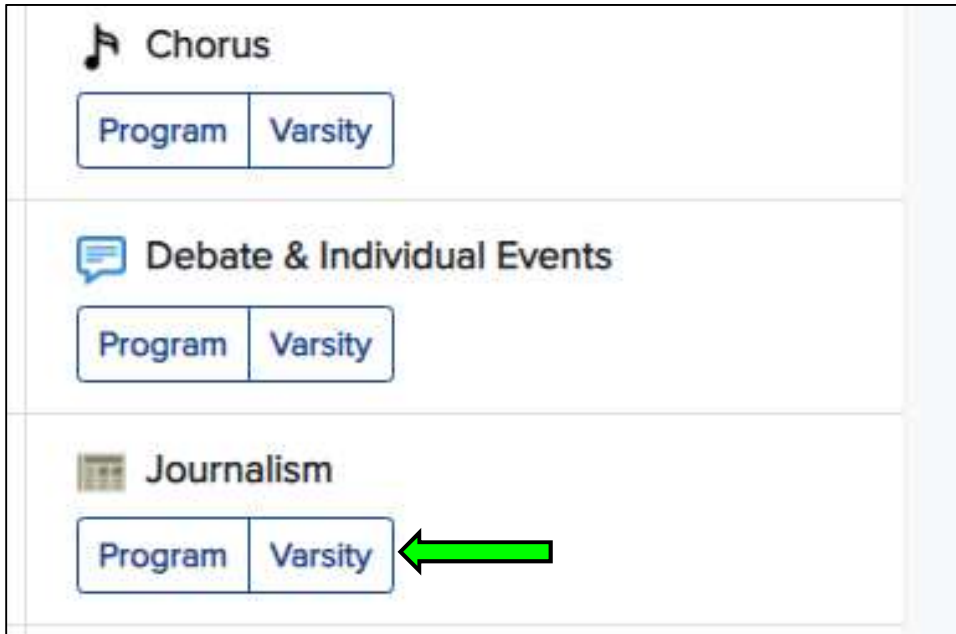 Chorus
Program Varsity
Debate & Individual Events
Program Varsity
Journalism
Program Varsity